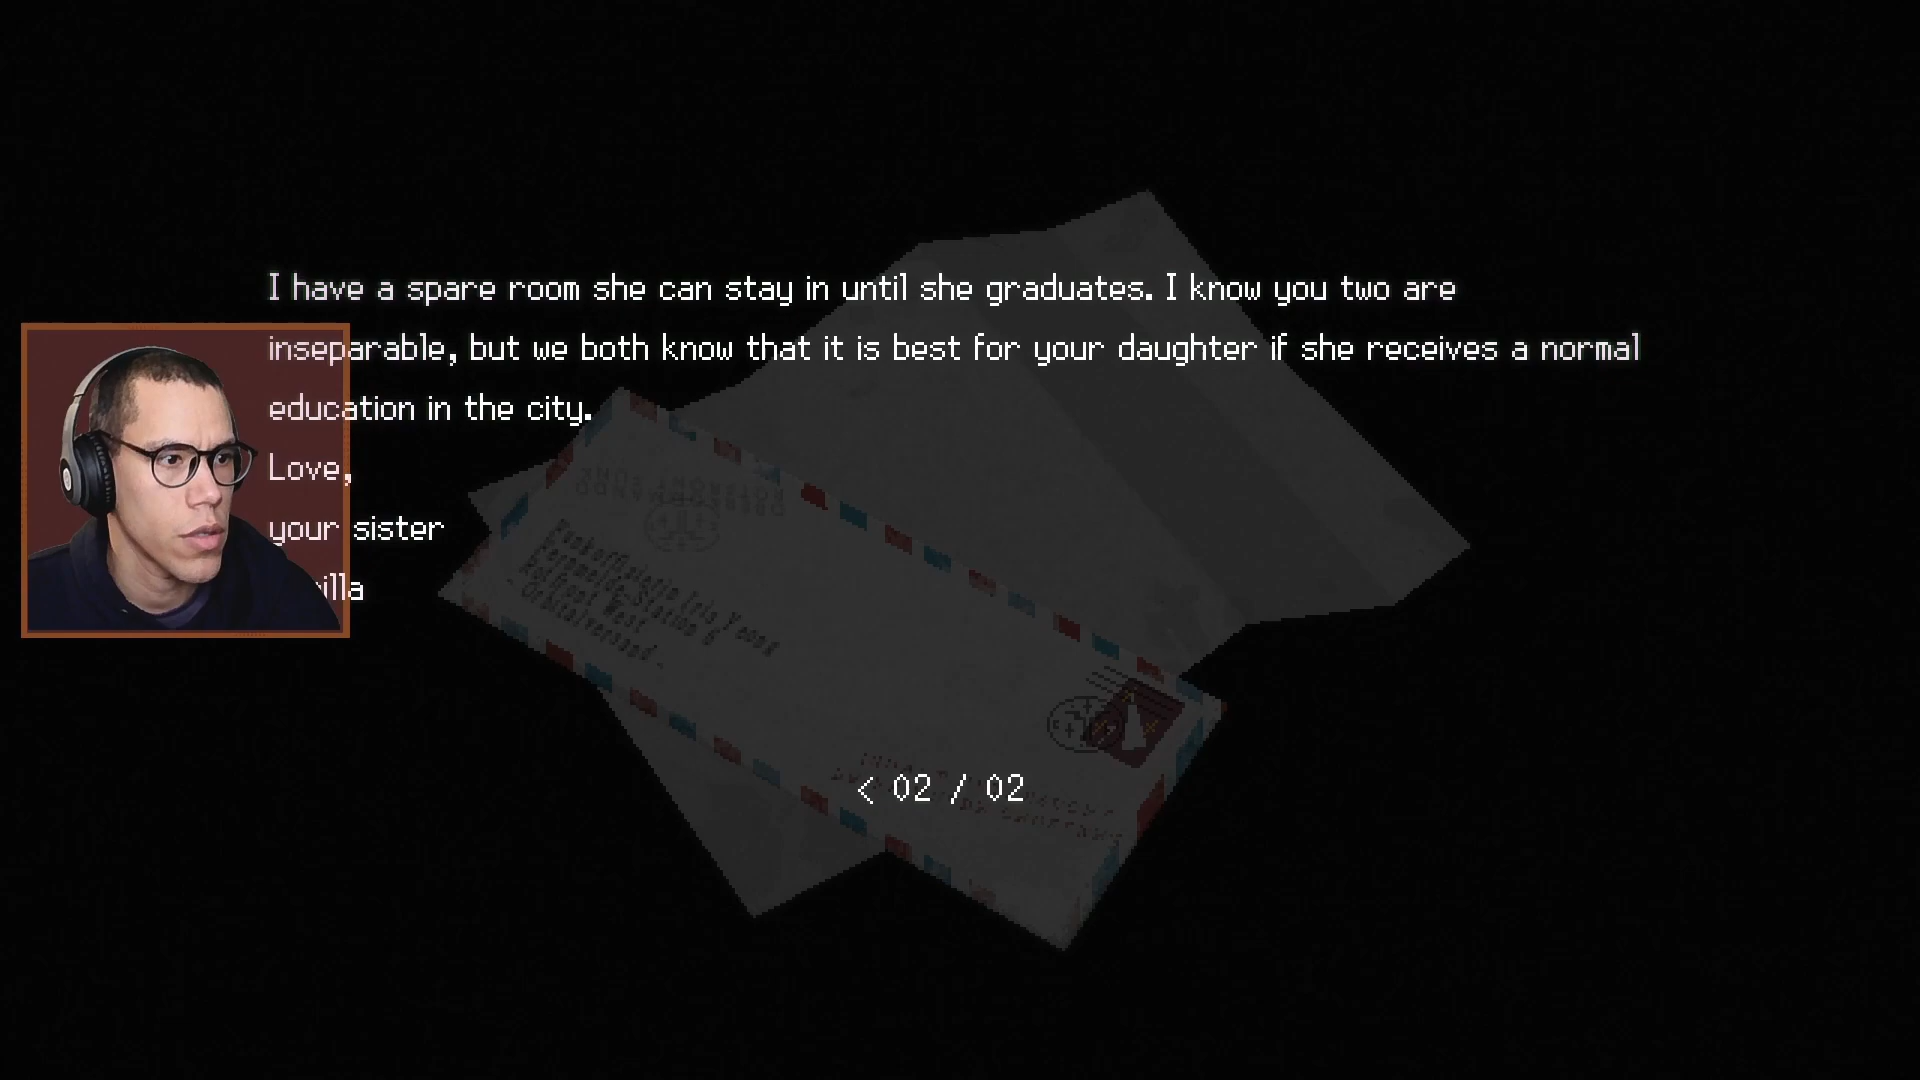 I have a spare room she can stay in until she graduates. I know you two are
inseparable, but we both know that it is best for your daughter if she receives a normal
education in the city.
Love,
your sister
< 02 / 02